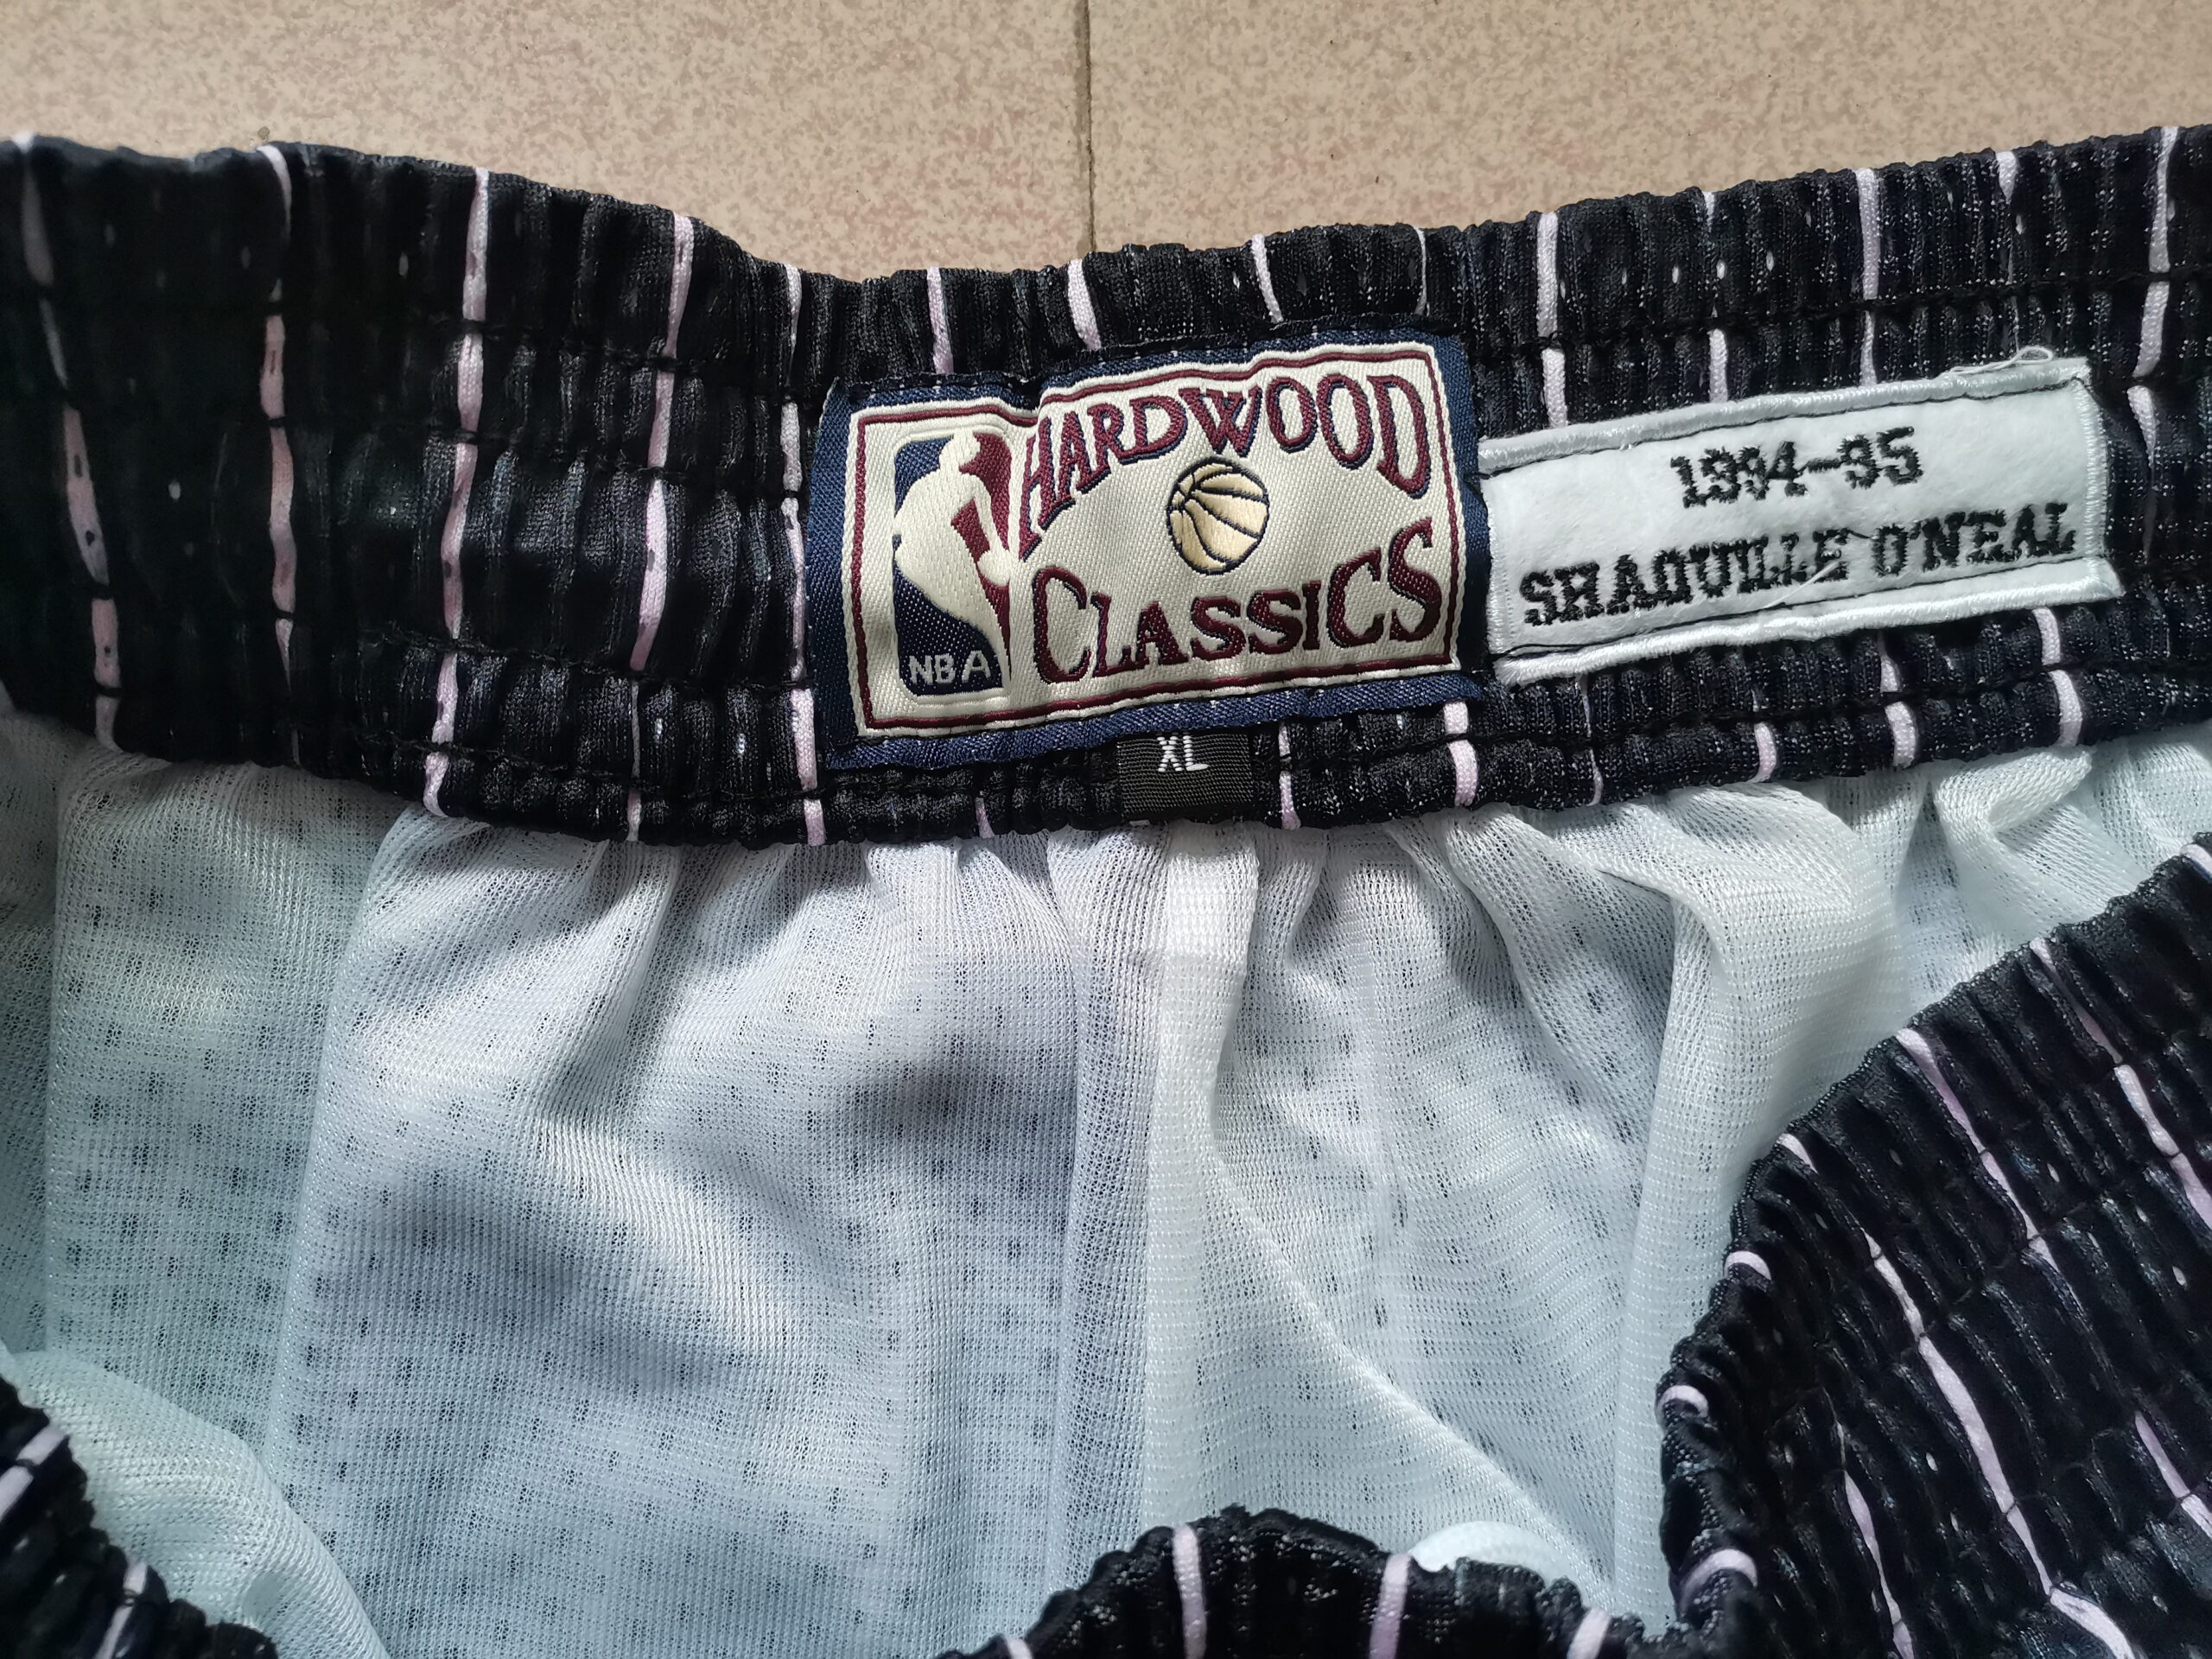 HARDWOOD
CLASSICS
NBA
XL
1994-95
SHAQUILLE O'NEAL